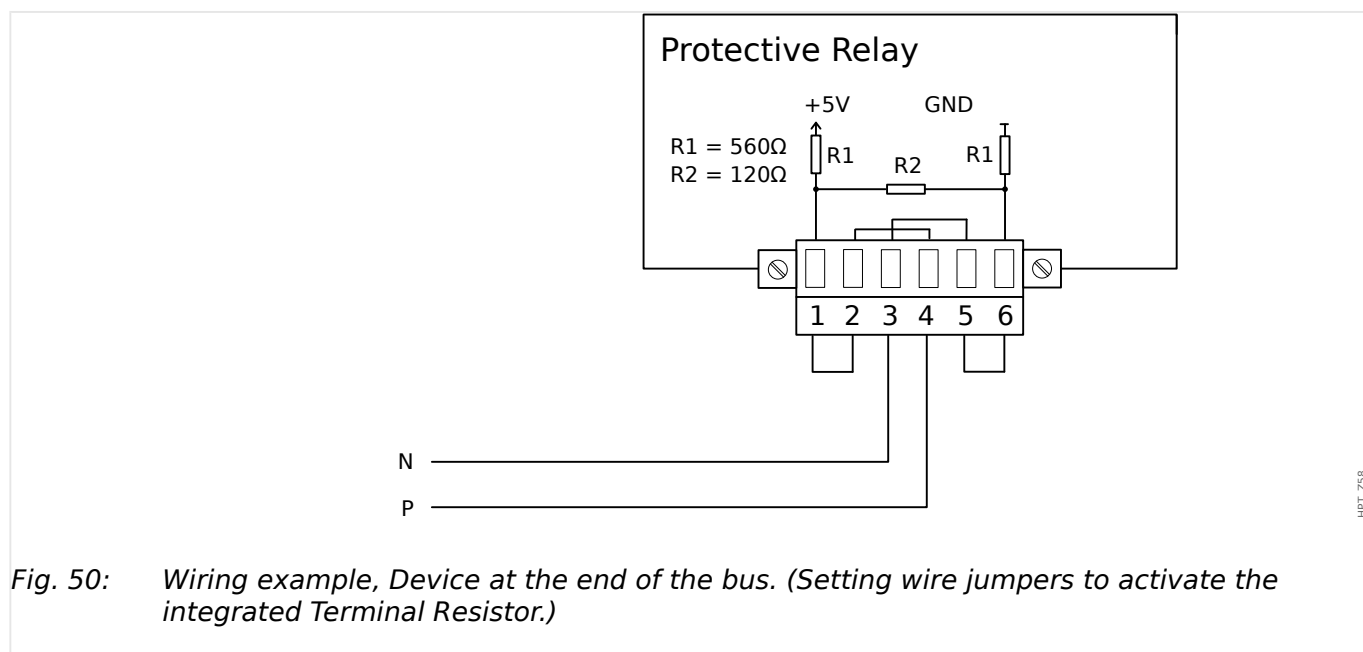 Protective Relay
+5V GND
R1 = 560Ω R1 R2 R1
R2 = 120Ω
1 2 3 4 5 6
N
P
Fig. 50: Wiring example, Device at the end of the bus. (Setting wire jumpers to activate the
integrated Terminal Resistor.)